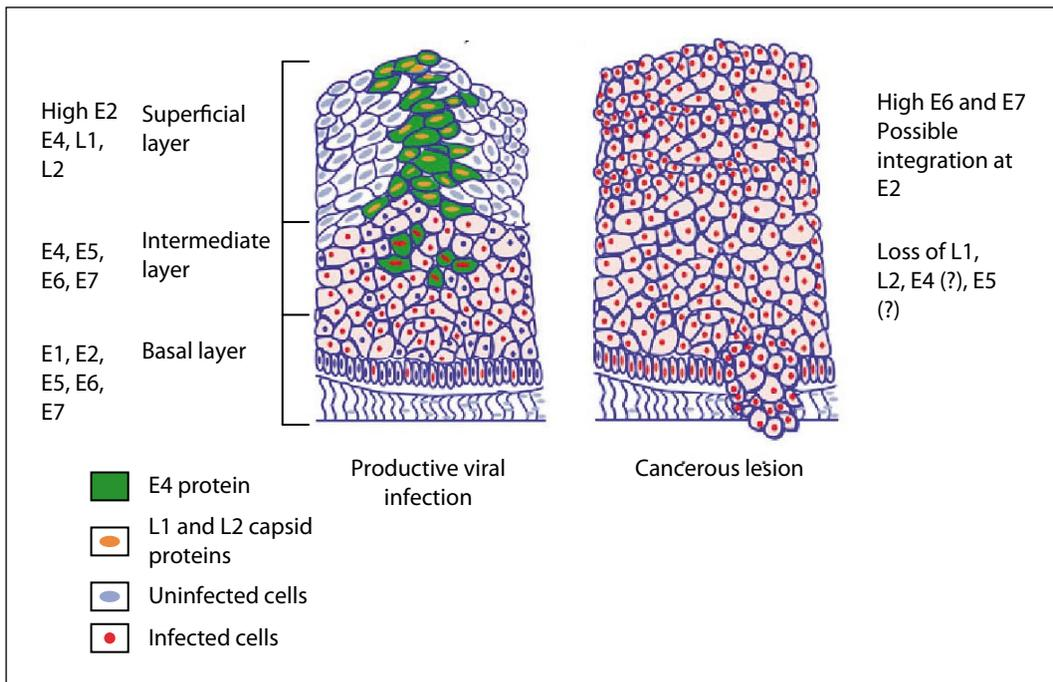 High E2
E4, L1,
L2
Superficial
layer
E4, E5,
E6, E7
Intermediate
layer
E1, E2,
E5, E6,
E7
Basal layer
High E6 and E7
Possible
integration at
E2
Loss of L1,
L2, E4 (?), E5
(?)
Productive viral
infection
Cancerous lesion
E4 protein
L1 and L2 capsid
proteins
Uninfected cells
Infected cells